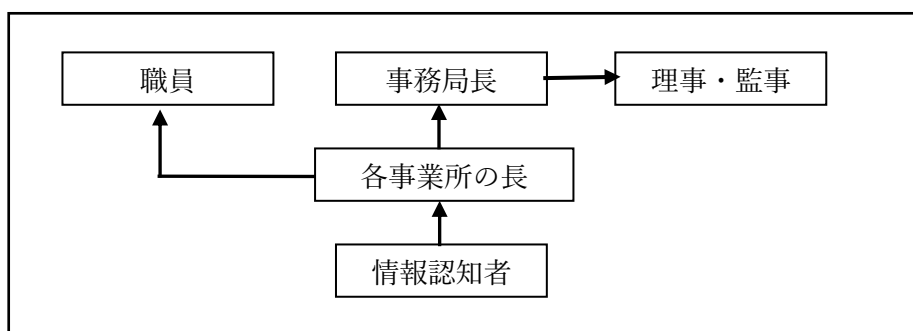 職員
事務局長
理事・監事
各事業所の長
情報認知者